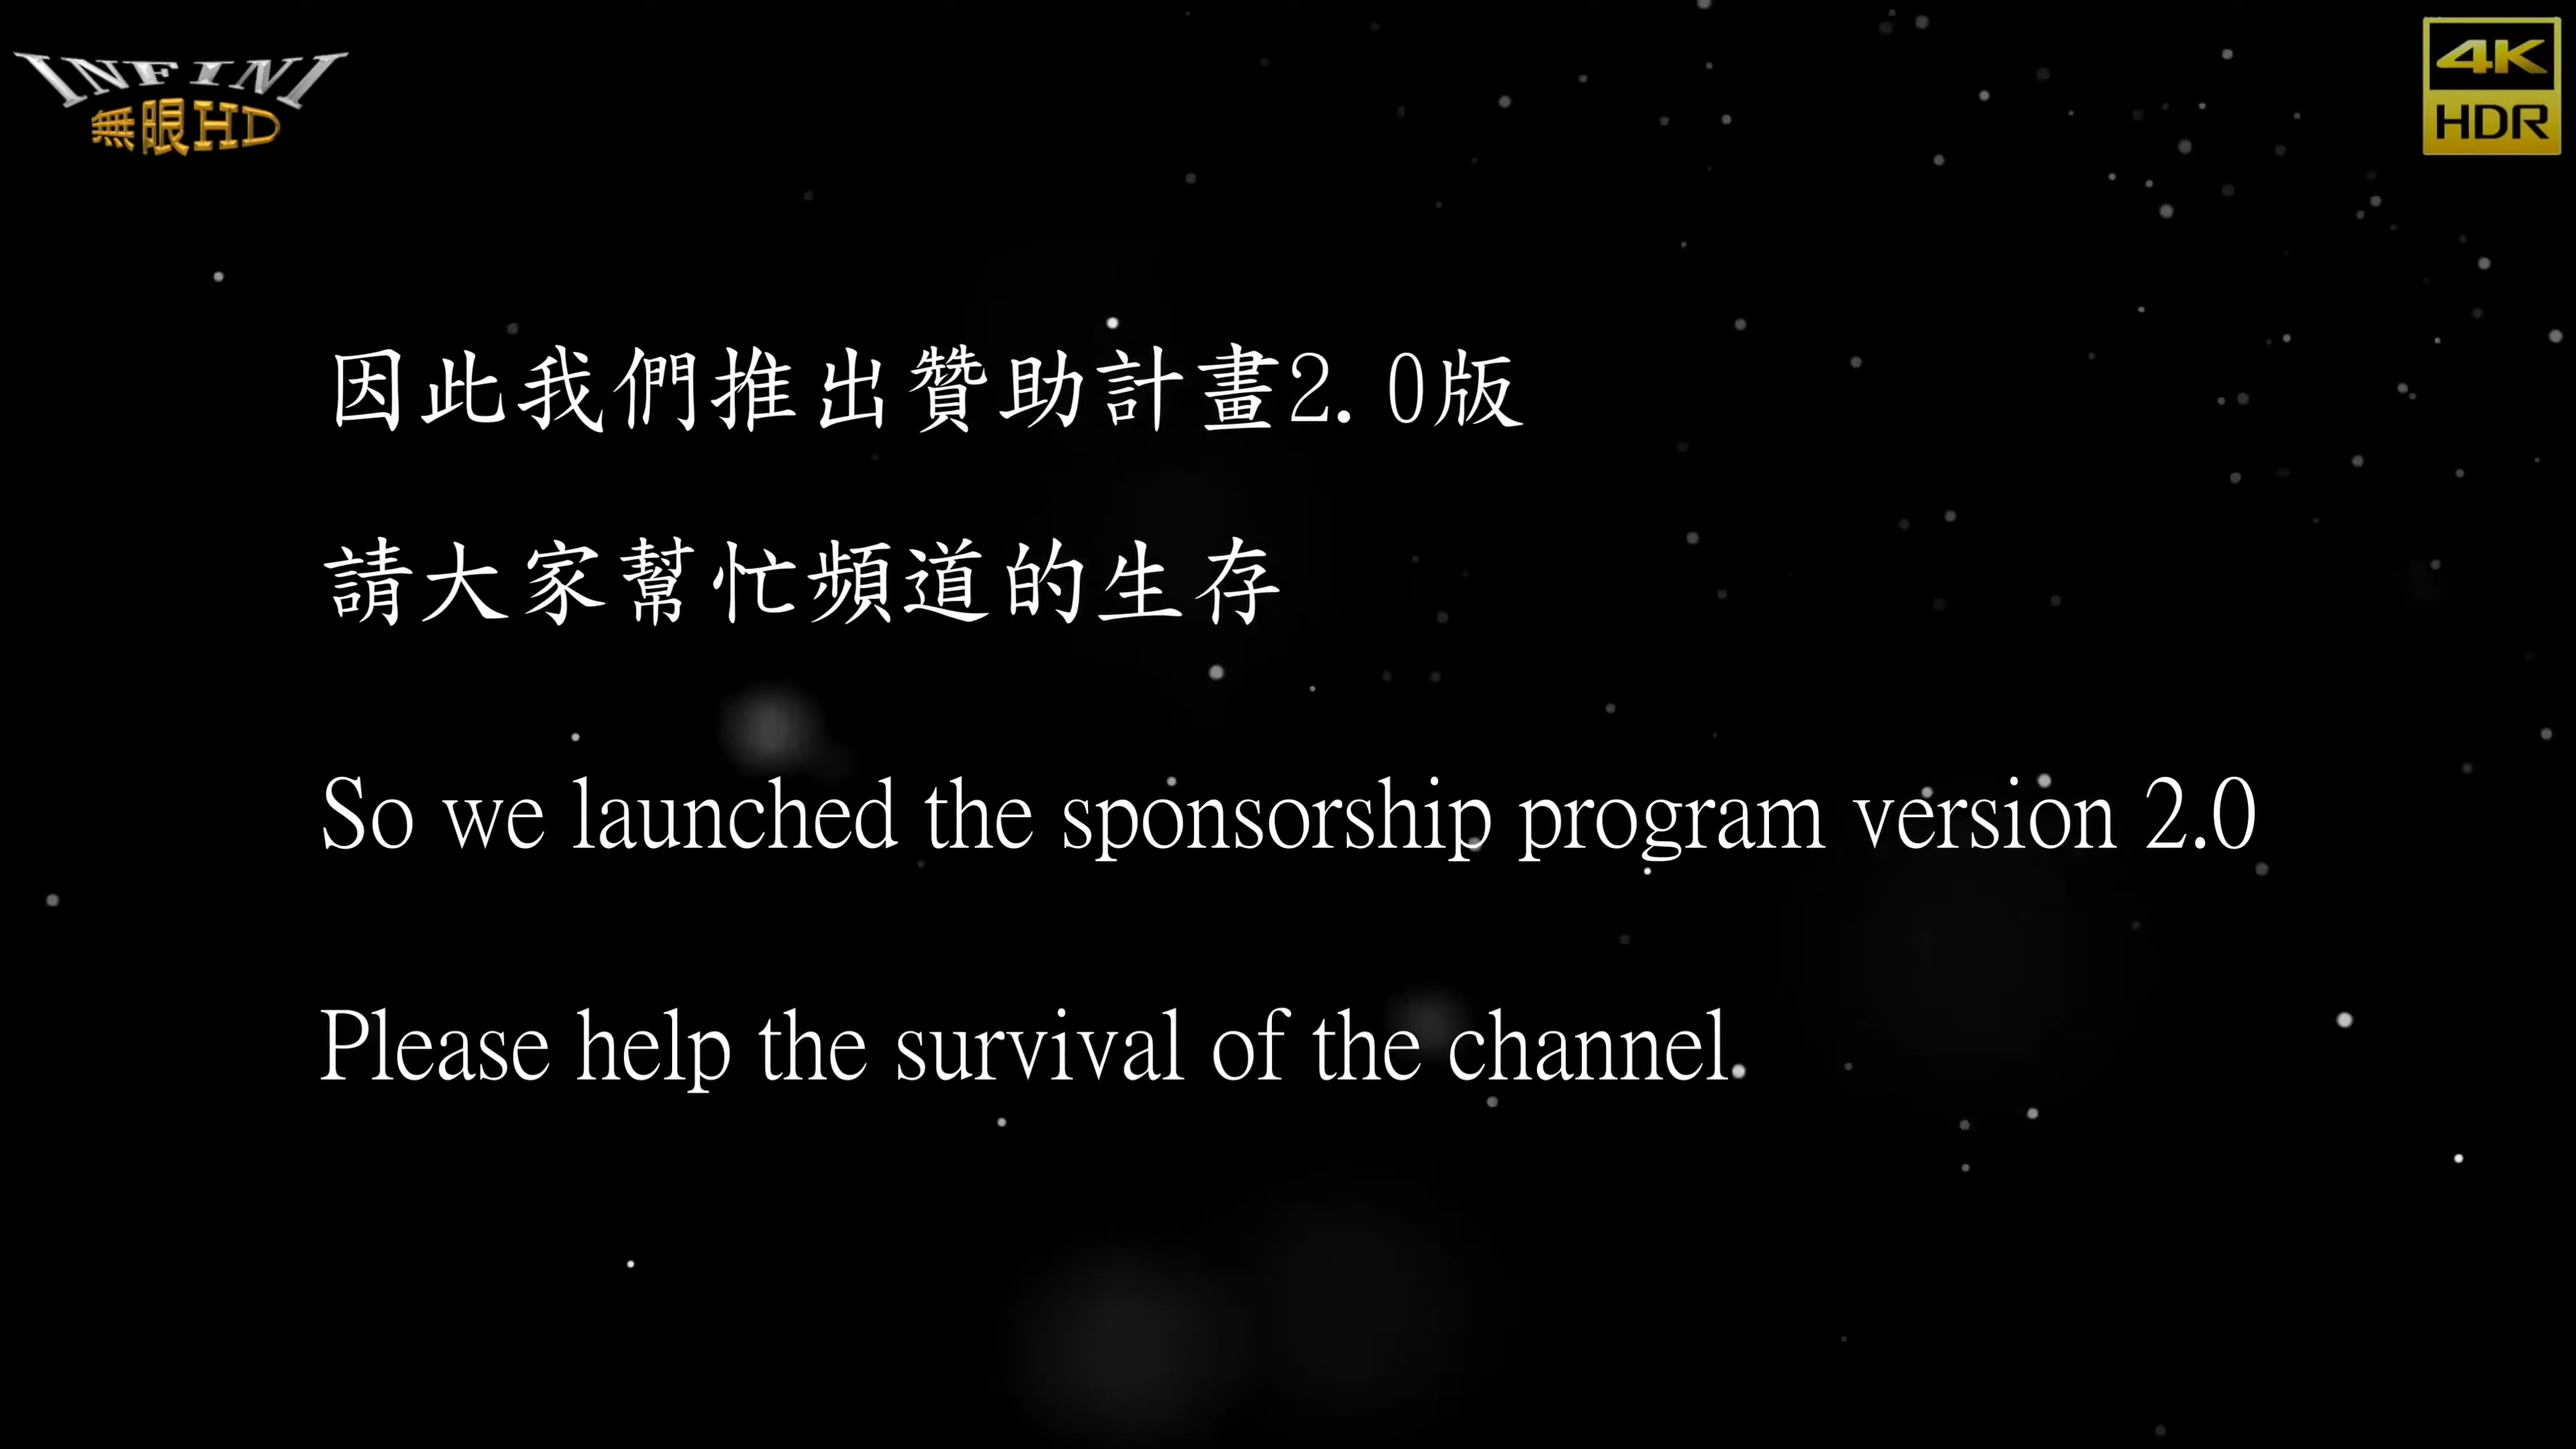 INFINI
無限HD
4K
HDR
因此我們推出贊助計畫2.0版
請大家幫忙頻道的生存
So we launched the sponsorship program version 2.0
Please help the survival of the channel.